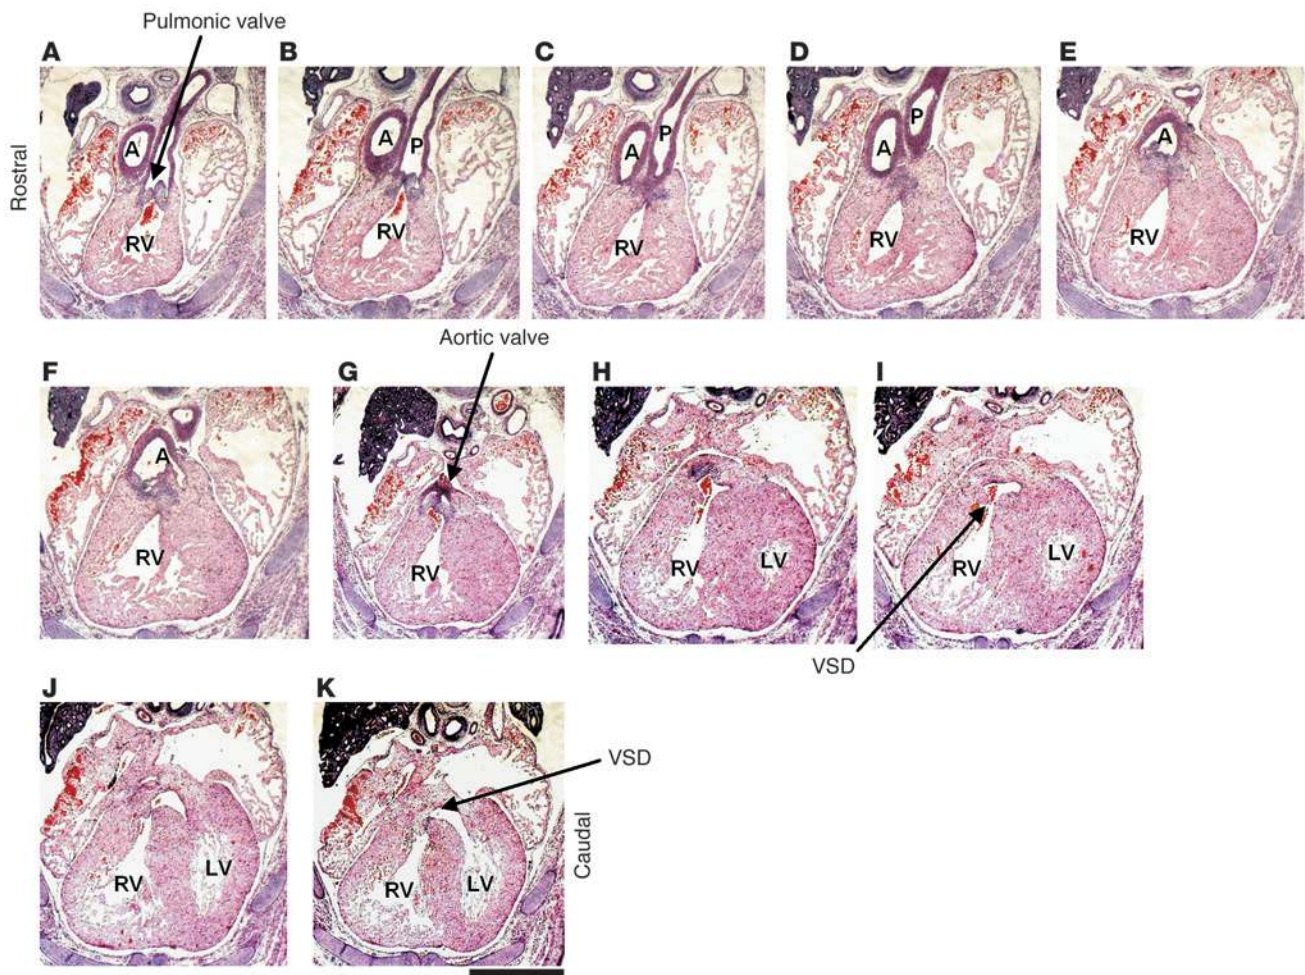 Pulmonic valve
A
B
C
D
E
Rostral
A
RV
A
P
RV
A
P
RV
A
P
RV
A
RV
Aortic valve
F
G
H
I
A
RV
RV
RV
LV
RV
LV
VSD
J
K
VSD
RV
LV
RV
LV
Caudal